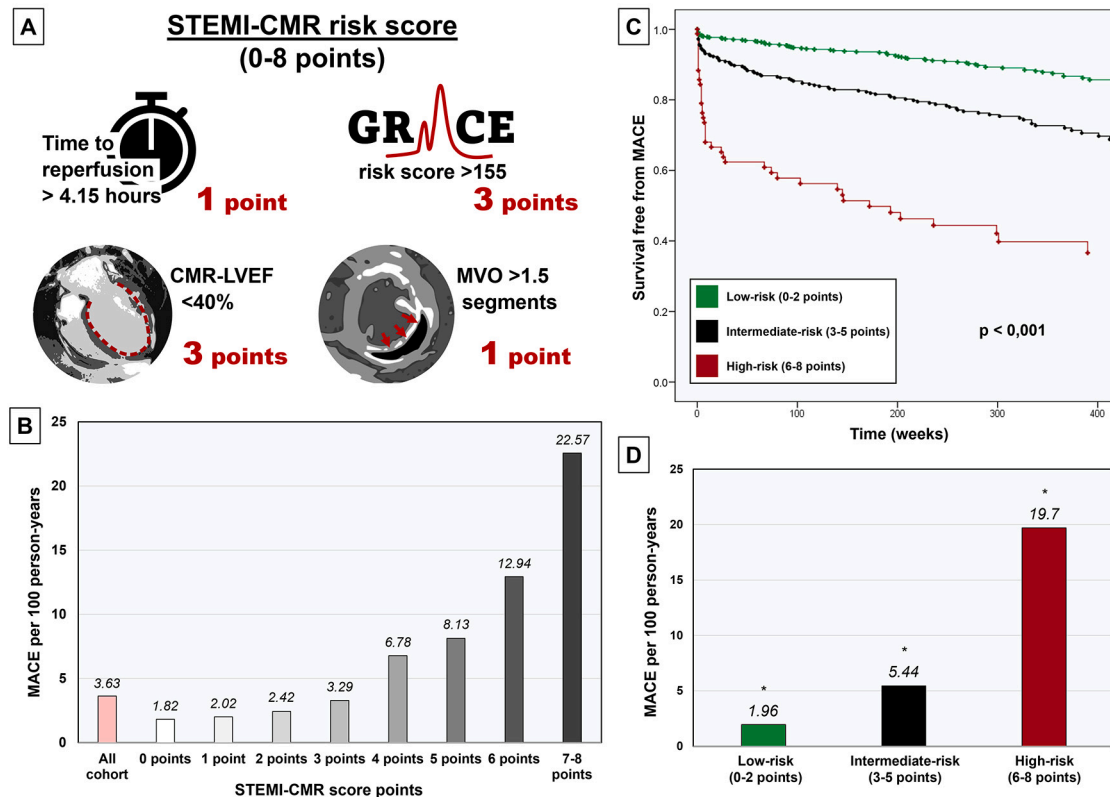 A
STEMI-CMR risk score
(0-8 points)
Time to
reperfusion
> 4.15 hours
1 point
GRACE
risk score >155
3 points
CMR-LVEF
<40%
3 points
MVO >1.5
segments
1 point
B
MACE per 100 person-years
25
20
15
10
5
0
3.63
1.82
2.02
2.42
3.29
6.78
8.13
12.94
22.57
All
cohort
0 points
1 point
2 points
3 points
4 points
5 points
6 points
7-8
points
STEMI-CMR score points
C
Survival free from MACE
1.0
0.8
0.6
0.4
0.2
0.0
Low-risk (0-2 points)
Intermediate-risk (3-5 points)
High-risk (6-8 points)
p < 0,001
0
100
200
300
400
Time (weeks)
D
MACE per 100 person-years
25
20
15
10
5
0
*
1.96
*
5.44
*
19.7
Low-risk
(0-2 points)
Intermediate-risk
(3-5 points)
High-risk
(6-8 points)